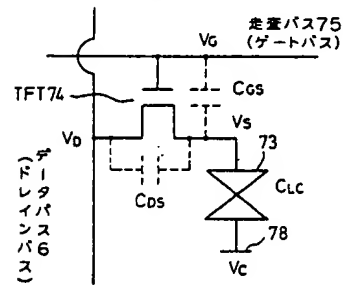 VG
走査バス75
(ゲートバス)
TFT74
CGS
VS
VD
73
CDS
CLC
データバス6
(ドレインバス)
78
VC